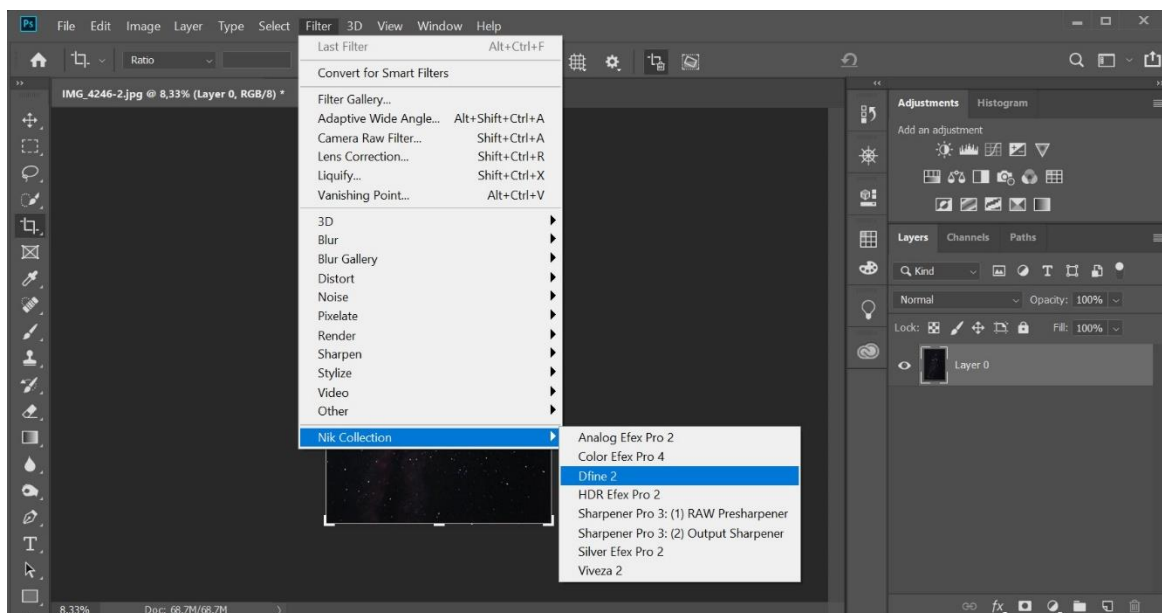 Ps File Edit Image Layer Type Select Filter 3D View Window Help
Ratio
IMG_4246-2.jpg @ 8,33% (Layer 0, RGB/8) *
Last Filter Alt+Ctrl+F
Convert for Smart Filters
Filter Gallery...
Adaptive Wide Angle... Alt+Shift+Ctrl+A
Camera Raw Filter... Shift+Ctrl+A
Lens Correction... Shift+Ctrl+R
Liquify... Shift+Ctrl+X
Vanishing Point... Alt+Ctrl+V
3D
Blur
Blur Gallery
Distort
Noise
Pixelate
Render
Sharpen
Stylize
Video
Other
Nik Collection
Analog Efex Pro 2
Color Efex Pro 4
Dfine 2
HDR Efex Pro 2
Sharpener Pro 3: (1) RAW Presharpener
Sharpener Pro 3: (2) Output Sharpener
Silver Efex Pro 2
Viveza 2
Adjustments Histogram
Add an adjustment
Layers Channels Paths
Kind
Normal Opacity: 100%
Lock: Fill: 100%
Layer 0
fx
8,33% Doc: 68,7M/68,7M